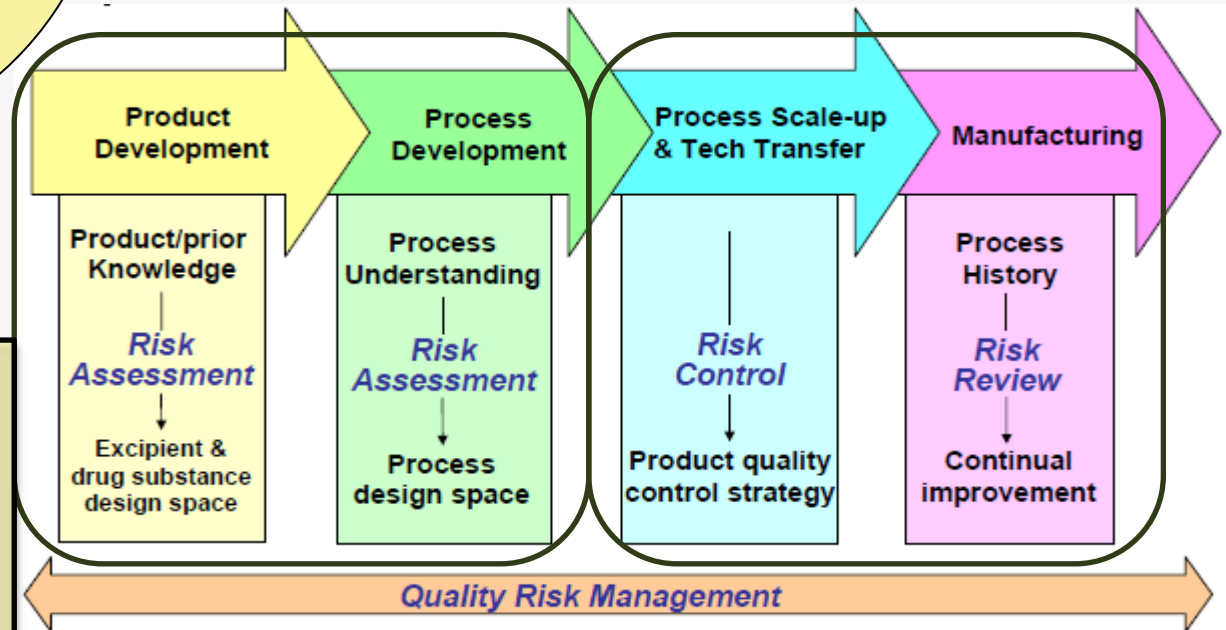 Product
Development
Process
Development
Process Scale-up
& Tech Transfer
Manufacturing
Product/prior
Knowledge
Risk
Assessment
Excipient &
drug substance
design space
Process
Understanding
Risk
Assessment
Process
design space
Risk
Control
Product quality
control strategy
Process
History
Risk
Review
Continual
improvement
Quality Risk Management